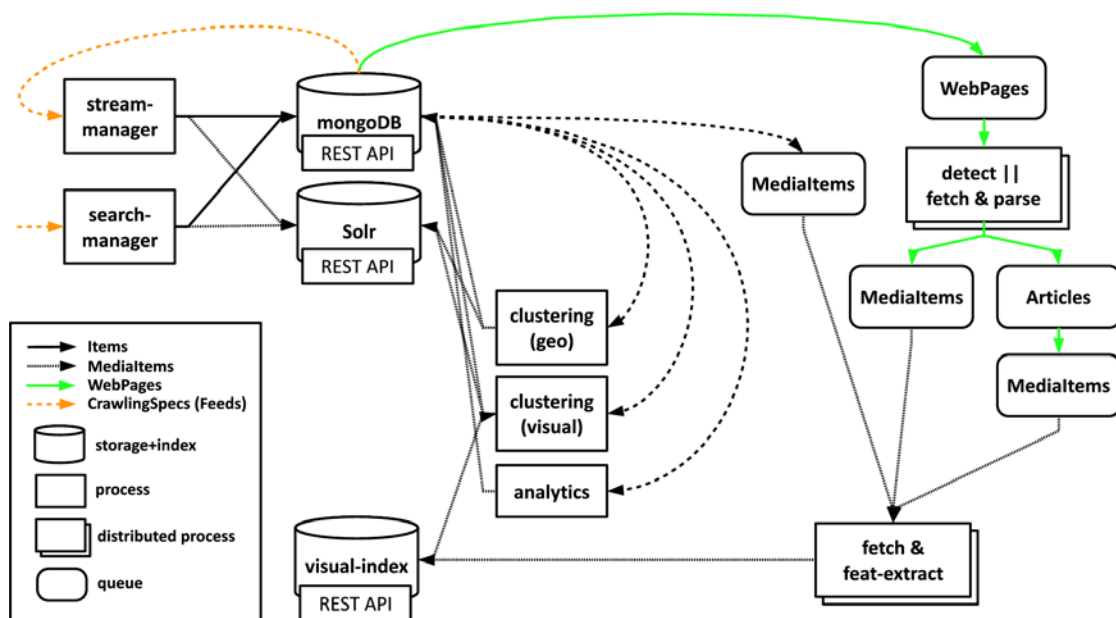 stream-
manager
search-
manager
mongoDB
REST API
Solr
REST API
WebPages
detect ||
fetch & parse
MediaItems
MediaItems
Articles
MediaItems
clustering
(geo)
clustering
(visual)
analytics
visual-index
REST API
fetch &
feat-extract
Items
MediaItems
WebPages
CrawlingSpecs (Feeds)
storage+index
process
distributed process
queue